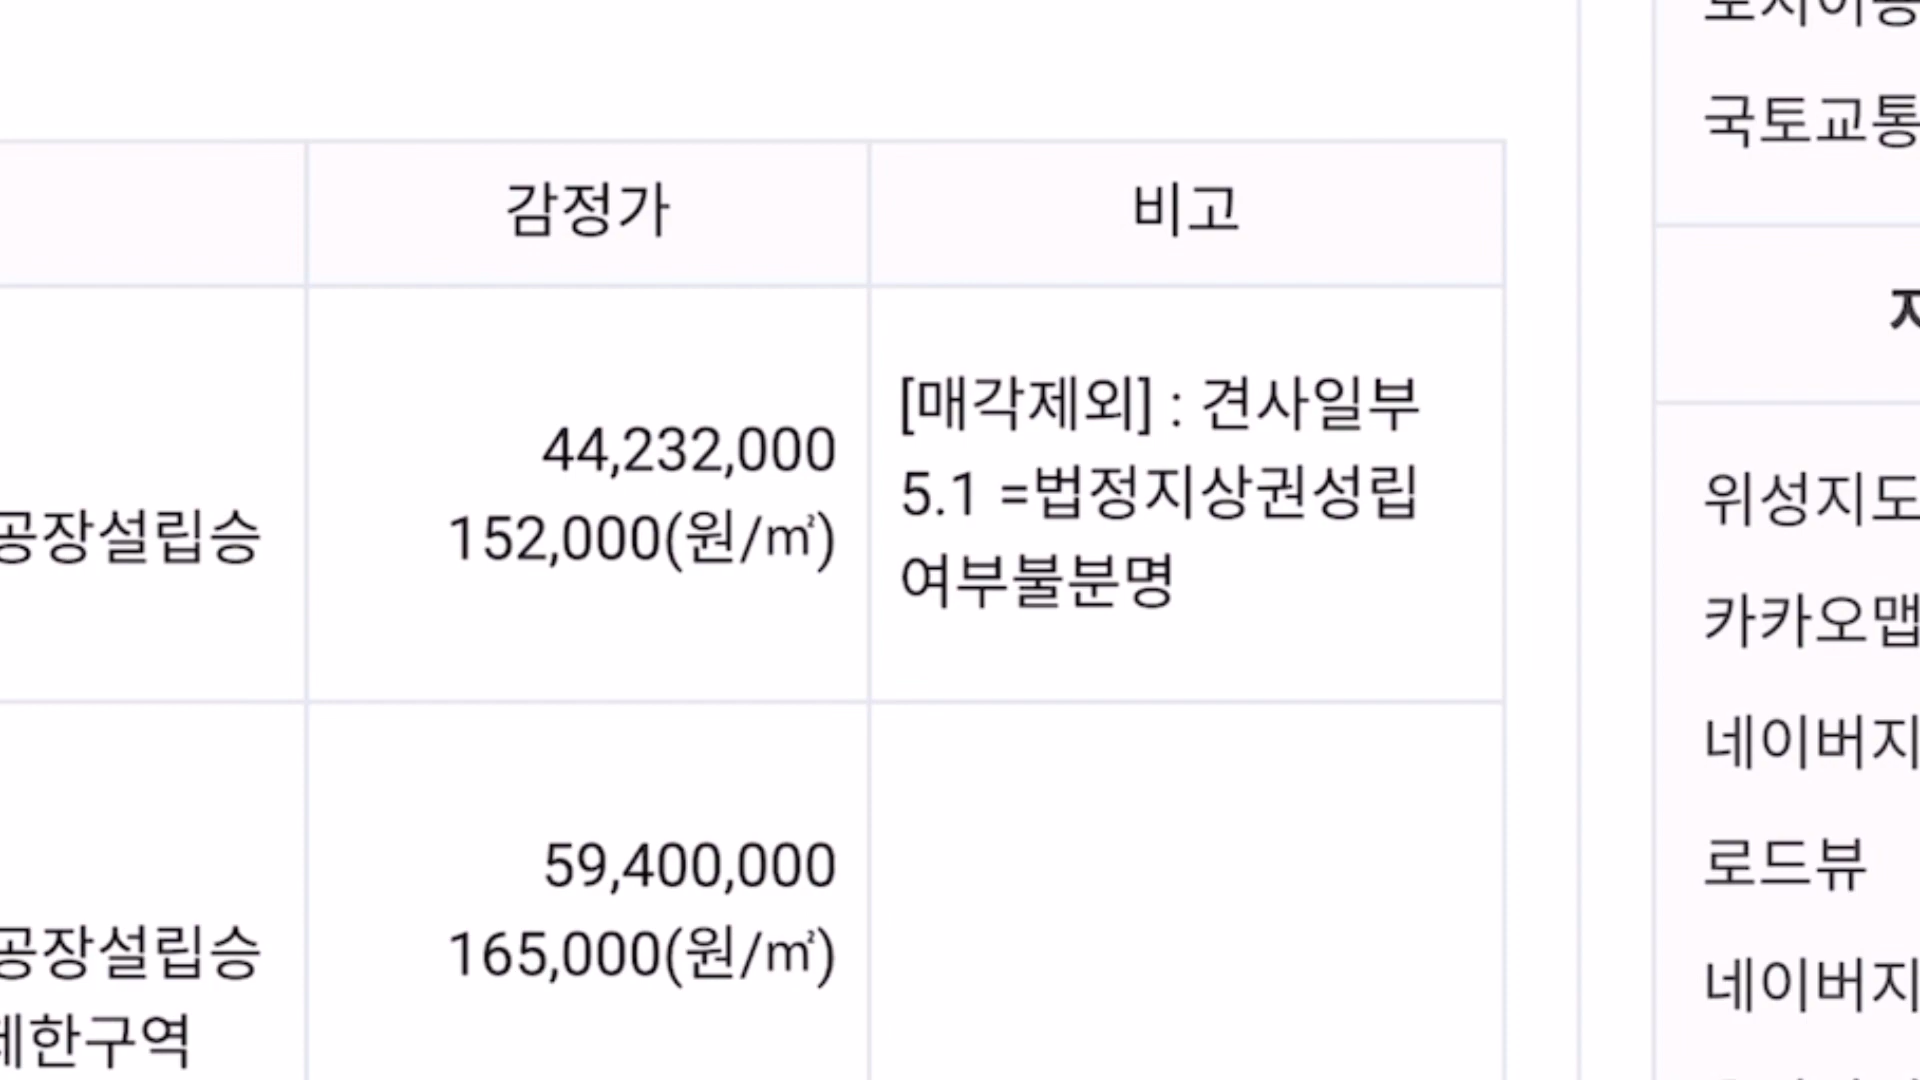 국토교통
감정가
비고
공장설립승
44,232,000
152,000(원/㎡)
[매각제외] : 견사일부
5.1 =법정지상권성립
여부불분명
공장설립승
제한구역
59,400,000
165,000(원/㎡)
위성지도
카카오맵
네이버지
로드뷰
네이버지